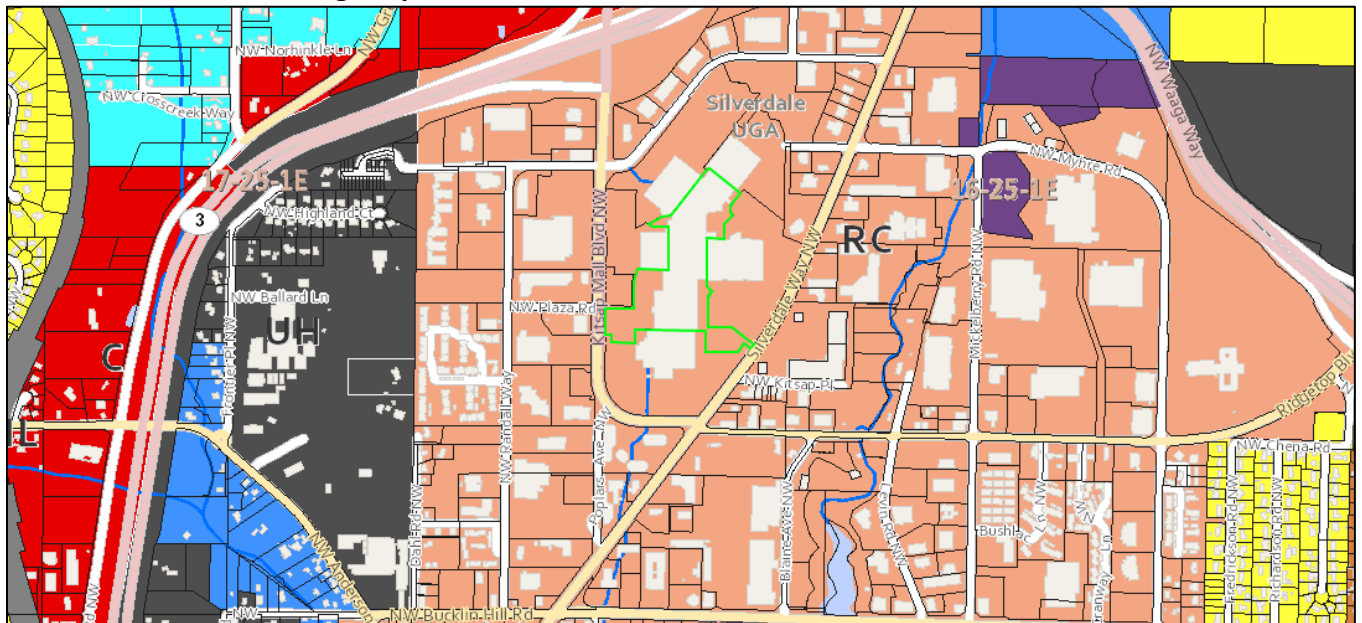 NW Norhinkle Ln
NW Crosscreek Way
17-25-1E
3
NW Highland Ct
NW Ballard Ln
UH
C
Frontier Pl NW
NW Anderson
Kitsap Mall Blvd NW
NW Plaza Rd
NW Randall Way
Poplars Ave NW
Dahl Rd NW
NW Bucklin Hill Rd
Silverdale
UGA
Silverdale Way NW
NW Kitsap Pl
RC
16-25-1E
Mickelberry Rd NW
NW Myhre Rd
NW Waaga Way
Ridgetop Blv
Blaine Ave NW
Levin Rd NW
Bushl
NW Chena Rd
Fredrickson Rd NW
Richardson Rd NW